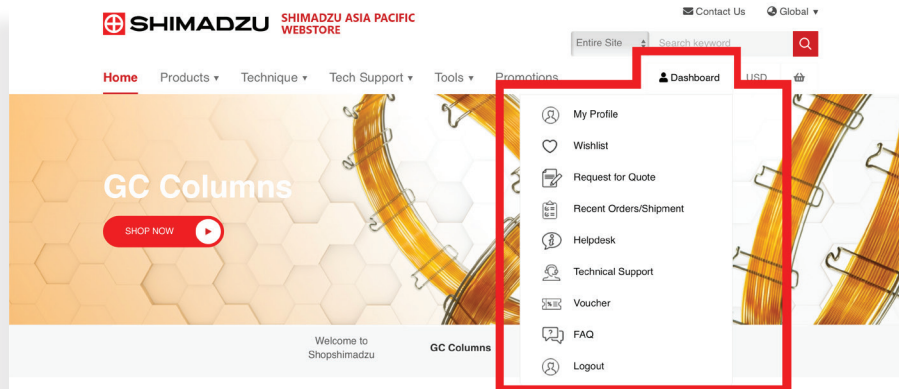 Contact Us Global ▾
SHIMADZU SHIMADZU ASIA PACIFIC
WEBSTORE
Entire Site Search keyword
Home Products ▾ Technique ▾ Tech Support ▾ Tools ▾ Promotions Dashboard USD
My Profile
Wishlist
Request for Quote
Recent Orders/Shipment
Helpdesk
Technical Support
Voucher
FAQ
Logout
GC Columns
SHOP NOW
Welcome to
Shopshimadzu
GC Columns